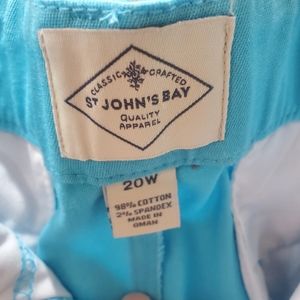 CLASSIC & CRAFTED
ST JOHN'S BAY
QUALITY
APPAREL
20W
98% COTTON
2% SPANDEX
MADE IN
OMAN